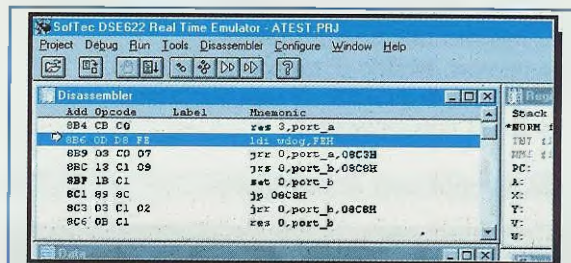 SofTec DSE622 Real Time Emulator - ATEST.PRJ
Project Debug Run Tools Disassembler Configure Window Help
Disassembler
Add Opcode Label Mnemonic
8B4 CB C0 res 3,port_a
8B6 0D D8 FE ldi wdog,FEH
8B9 03 C0 07 jrr 0,port_a,08C3H
8BC 13 C1 09 jrs 0,port_b,08C8H
8BF 1B C1 set 0,port_b
8C1 89 8C jp 08C8H
8C3 03 C1 02 jrr 0,port_b,08C8H
8C6 0B C1 res 0,port_b
Stack
*NORM
PC:
A:
X:
Y:
V:
W:
Data